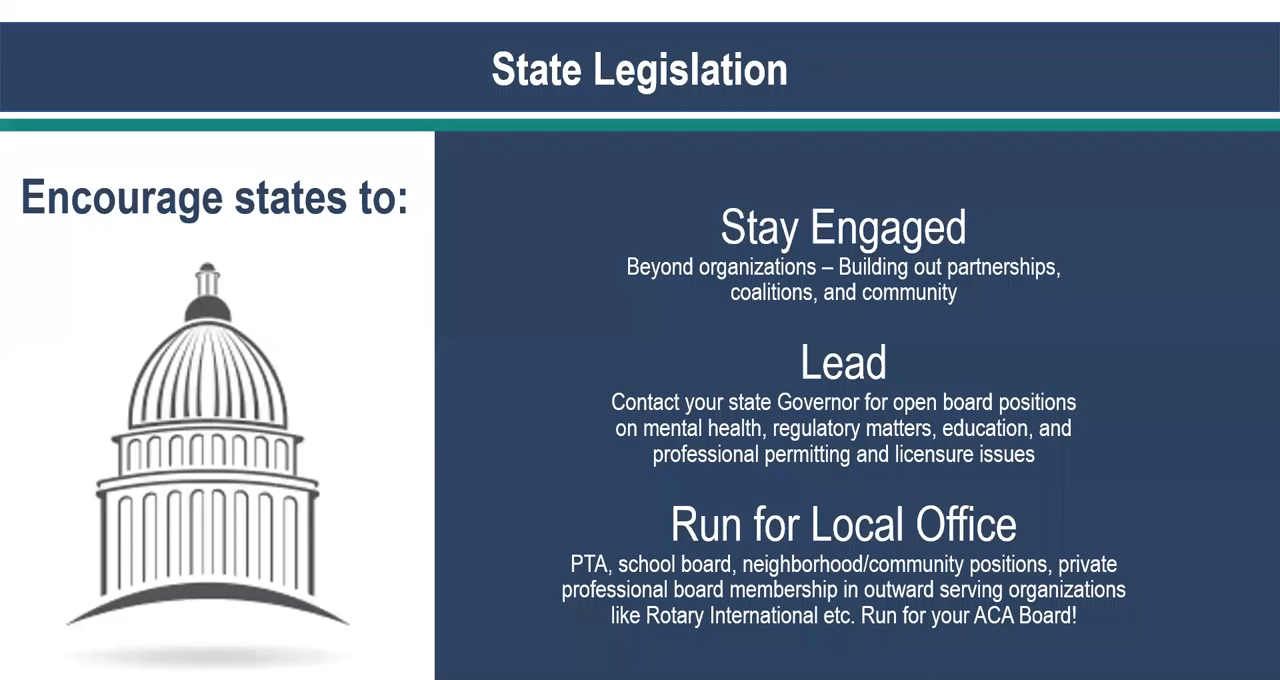 State Legislation
Encourage states to:
Stay Engaged
Beyond organizations – Building out partnerships,
coalitions, and community
Lead
Contact your state Governor for open board positions
on mental health, regulatory matters, education, and
professional permitting and licensure issues
Run for Local Office
PTA, school board, neighborhood/community positions, private
professional board membership in outward serving organizations
like Rotary International etc. Run for your ACA Board!